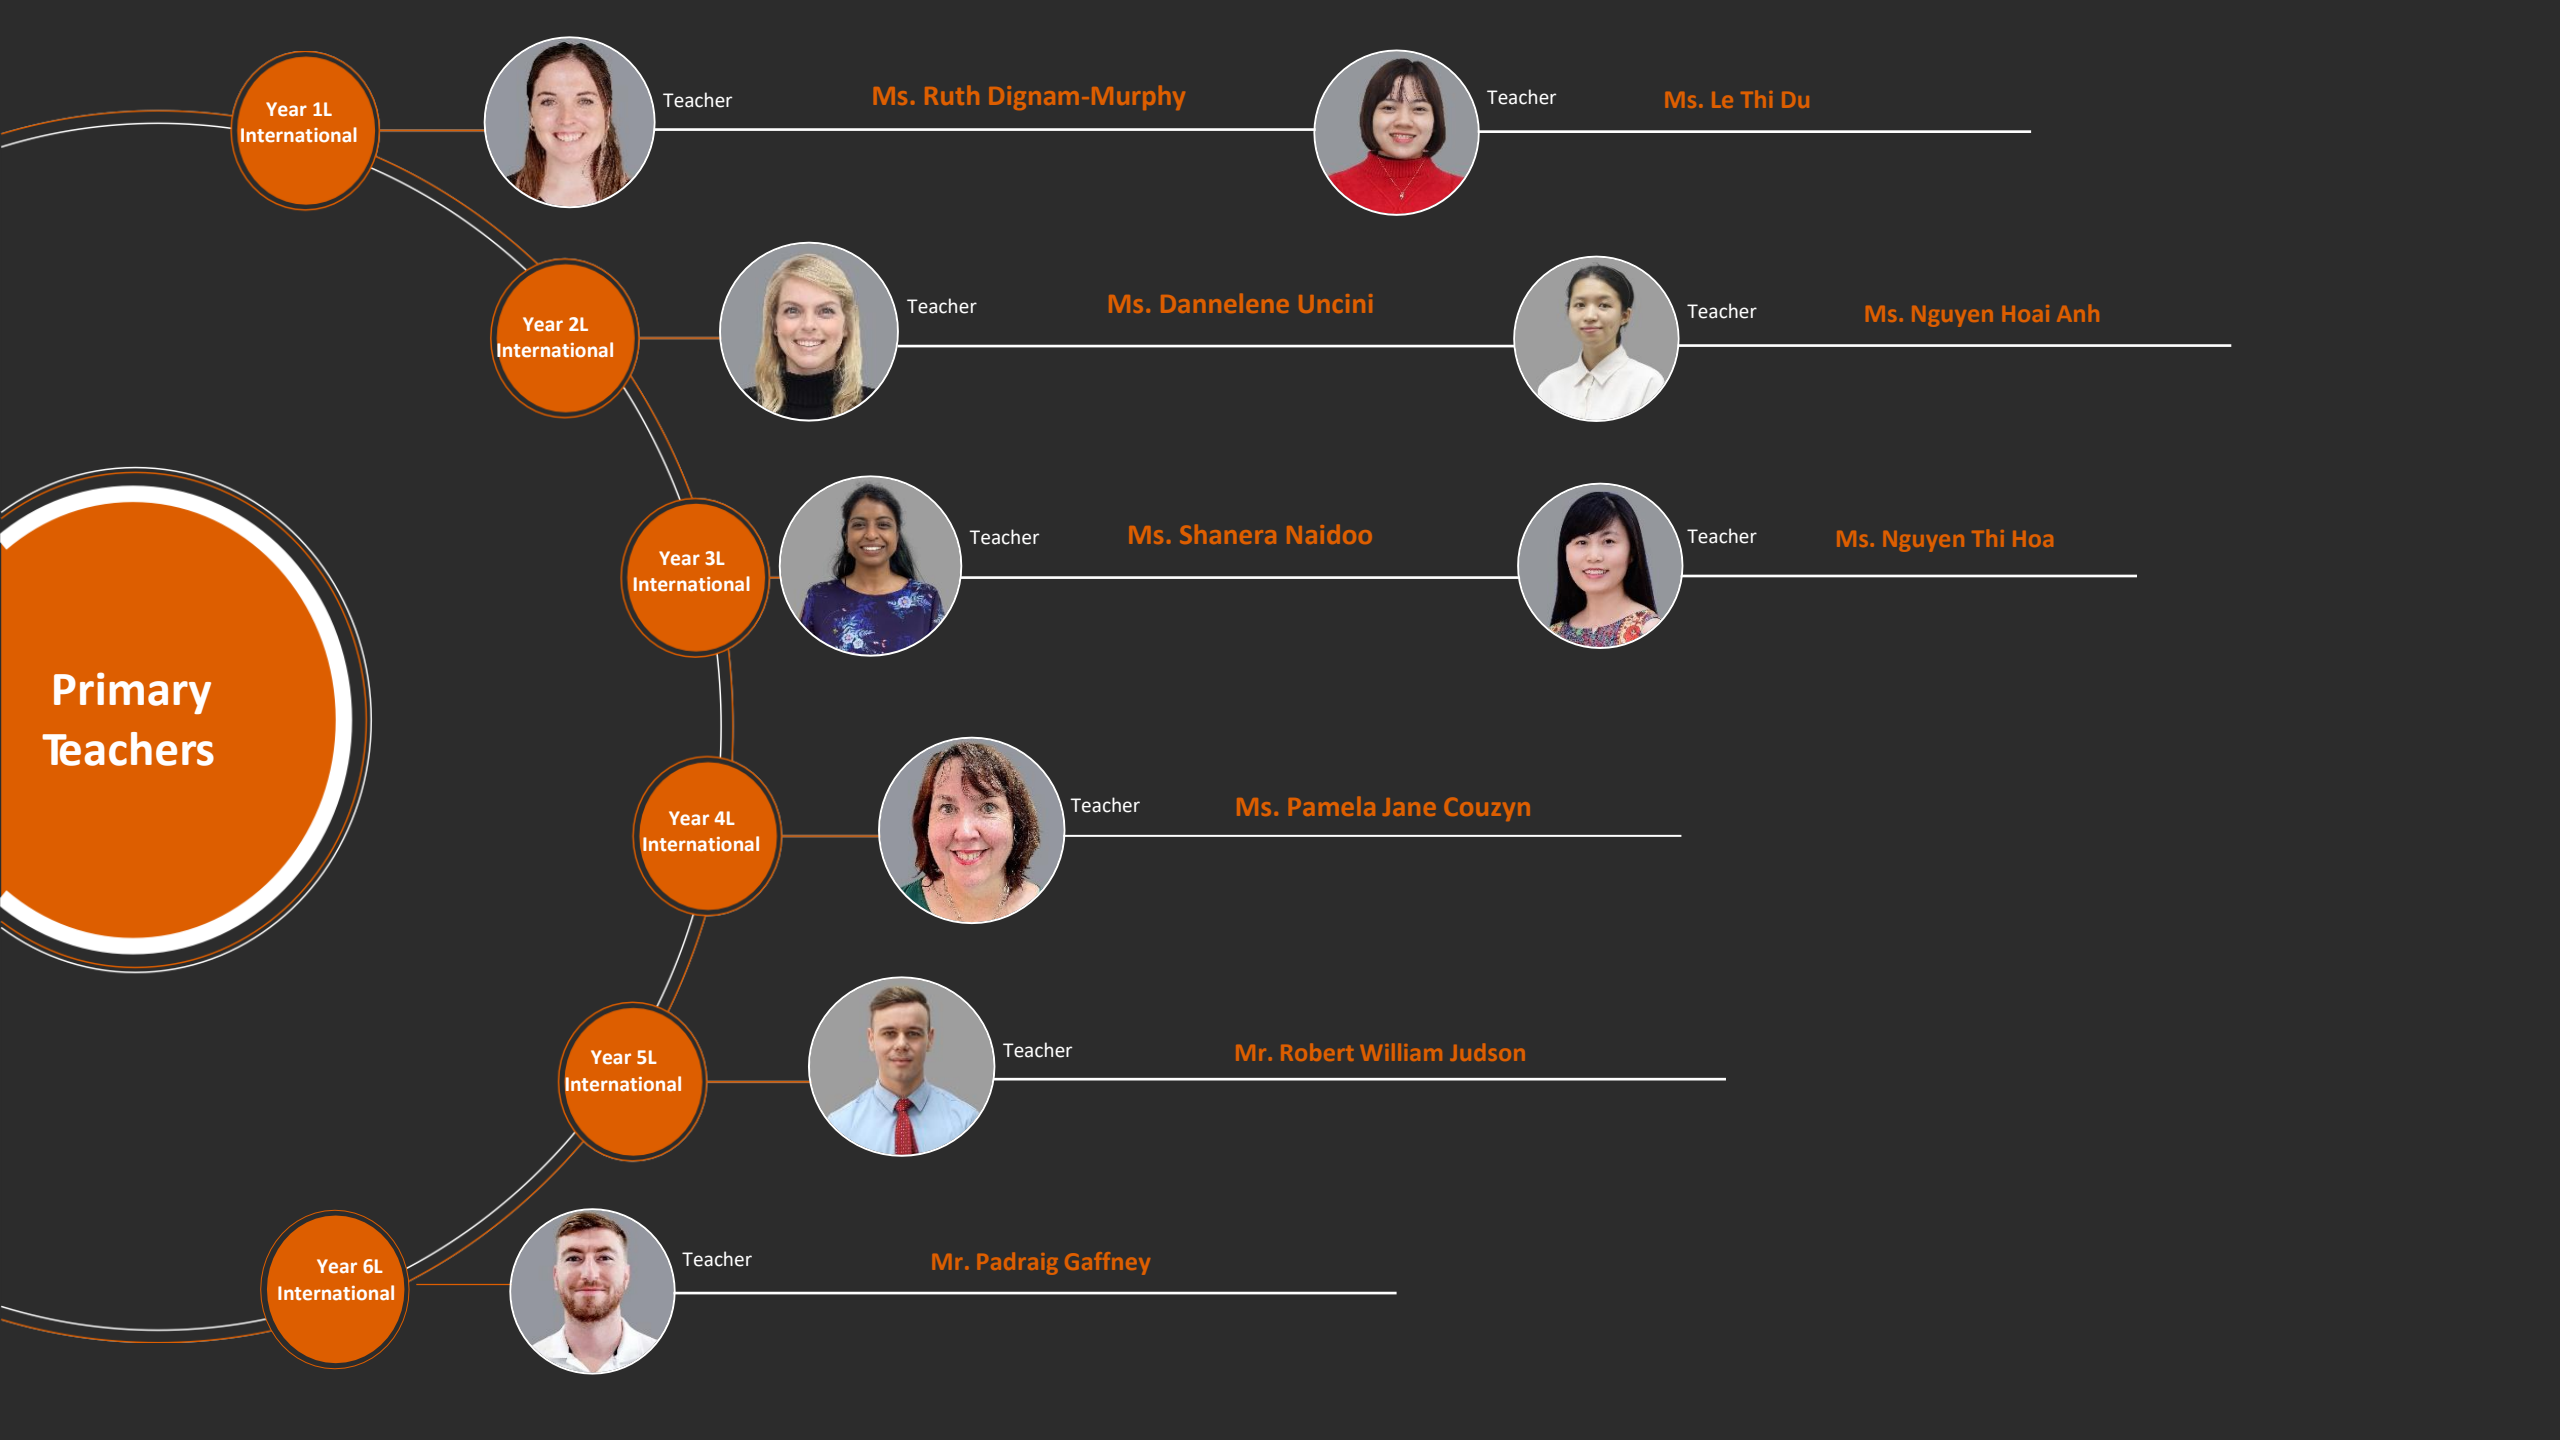 Year 1L
International
Teacher
Ms. Ruth Dignam-Murphy
Teacher
Ms. Le Thi Du
Year 2L
International
Teacher
Ms. Dannelene Uncini
Teacher
Ms. Nguyen Hoai Anh
Year 3L
International
Teacher
Ms. Shanera Naidoo
Teacher
Ms. Nguyen Thi Hoa
Primary
Teachers
Year 4L
International
Teacher
Ms. Pamela Jane Couzyn
Year 5L
International
Teacher
Mr. Robert William Judson
Year 6L
International
Teacher
Mr. Padraig Gaffney